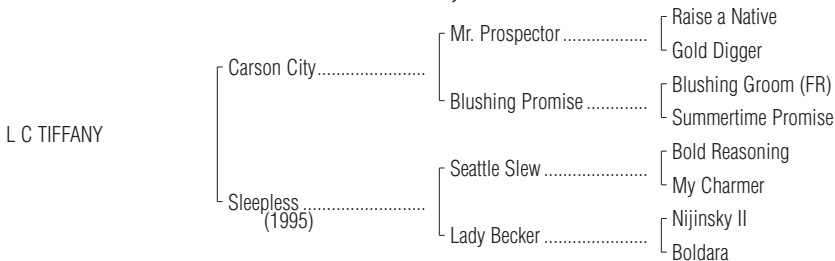 Raise a Native
Mr. Prospector ..................
Gold Digger
Carson City.......................
Blushing Groom (FR)
Blushing Promise .............
Summertime Promise
L C TIFFANY
Bold Reasoning
Seattle Slew ......................
My Charmer
Sleepless ..........................
(1995)
Nijinsky II
Lady Becker ......................
Boldara